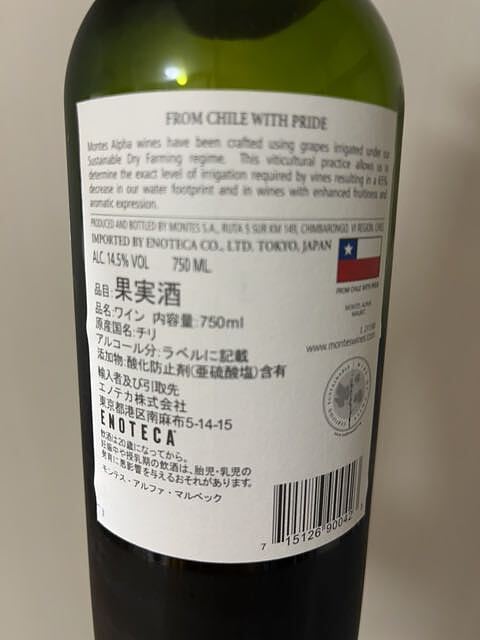 FROM CHILE WITH PRIDE
Montes Alpha wines have been crafted using grapes irrigated under our
Sustainable Dry Farming regime. This viticultural practice allows us to
determine the exact level of irrigation required by vines resulting in a 65%
decrease in our water footprint and in wines with enhanced fruitiness and
aromatic expression.
PRODUCED AND BOTTLED BY MONTES S.A., RUTA 5 SUR KM 149, CHIMBARONGO. VI REGION, CHILE
IMPORTED BY ENOTECA CO., LTD. TOKYO, JAPAN
ALC. 14.5% VOL 750 ML.
FROM CHILE WITH PRIDE
MONTES ALPHA
MALBEC
www.monteswines.com
品目:果実酒
品名:ワイン 内容量:750ml
原産国名:チリ
アルコール分:ラベルに記載
添加物:酸化防止剤(亜硫酸塩)含有
輸入者及び引取先
エノテカ株式会社
東京都港区南麻布5-14-15
ENOTECA
飲酒は20歳になってから。
妊娠中や授乳期の飲酒は、胎児・乳児の
発育に悪影響を与えるおそれがあります。
モンテス・アルファ・マルベック
7 15126 90042